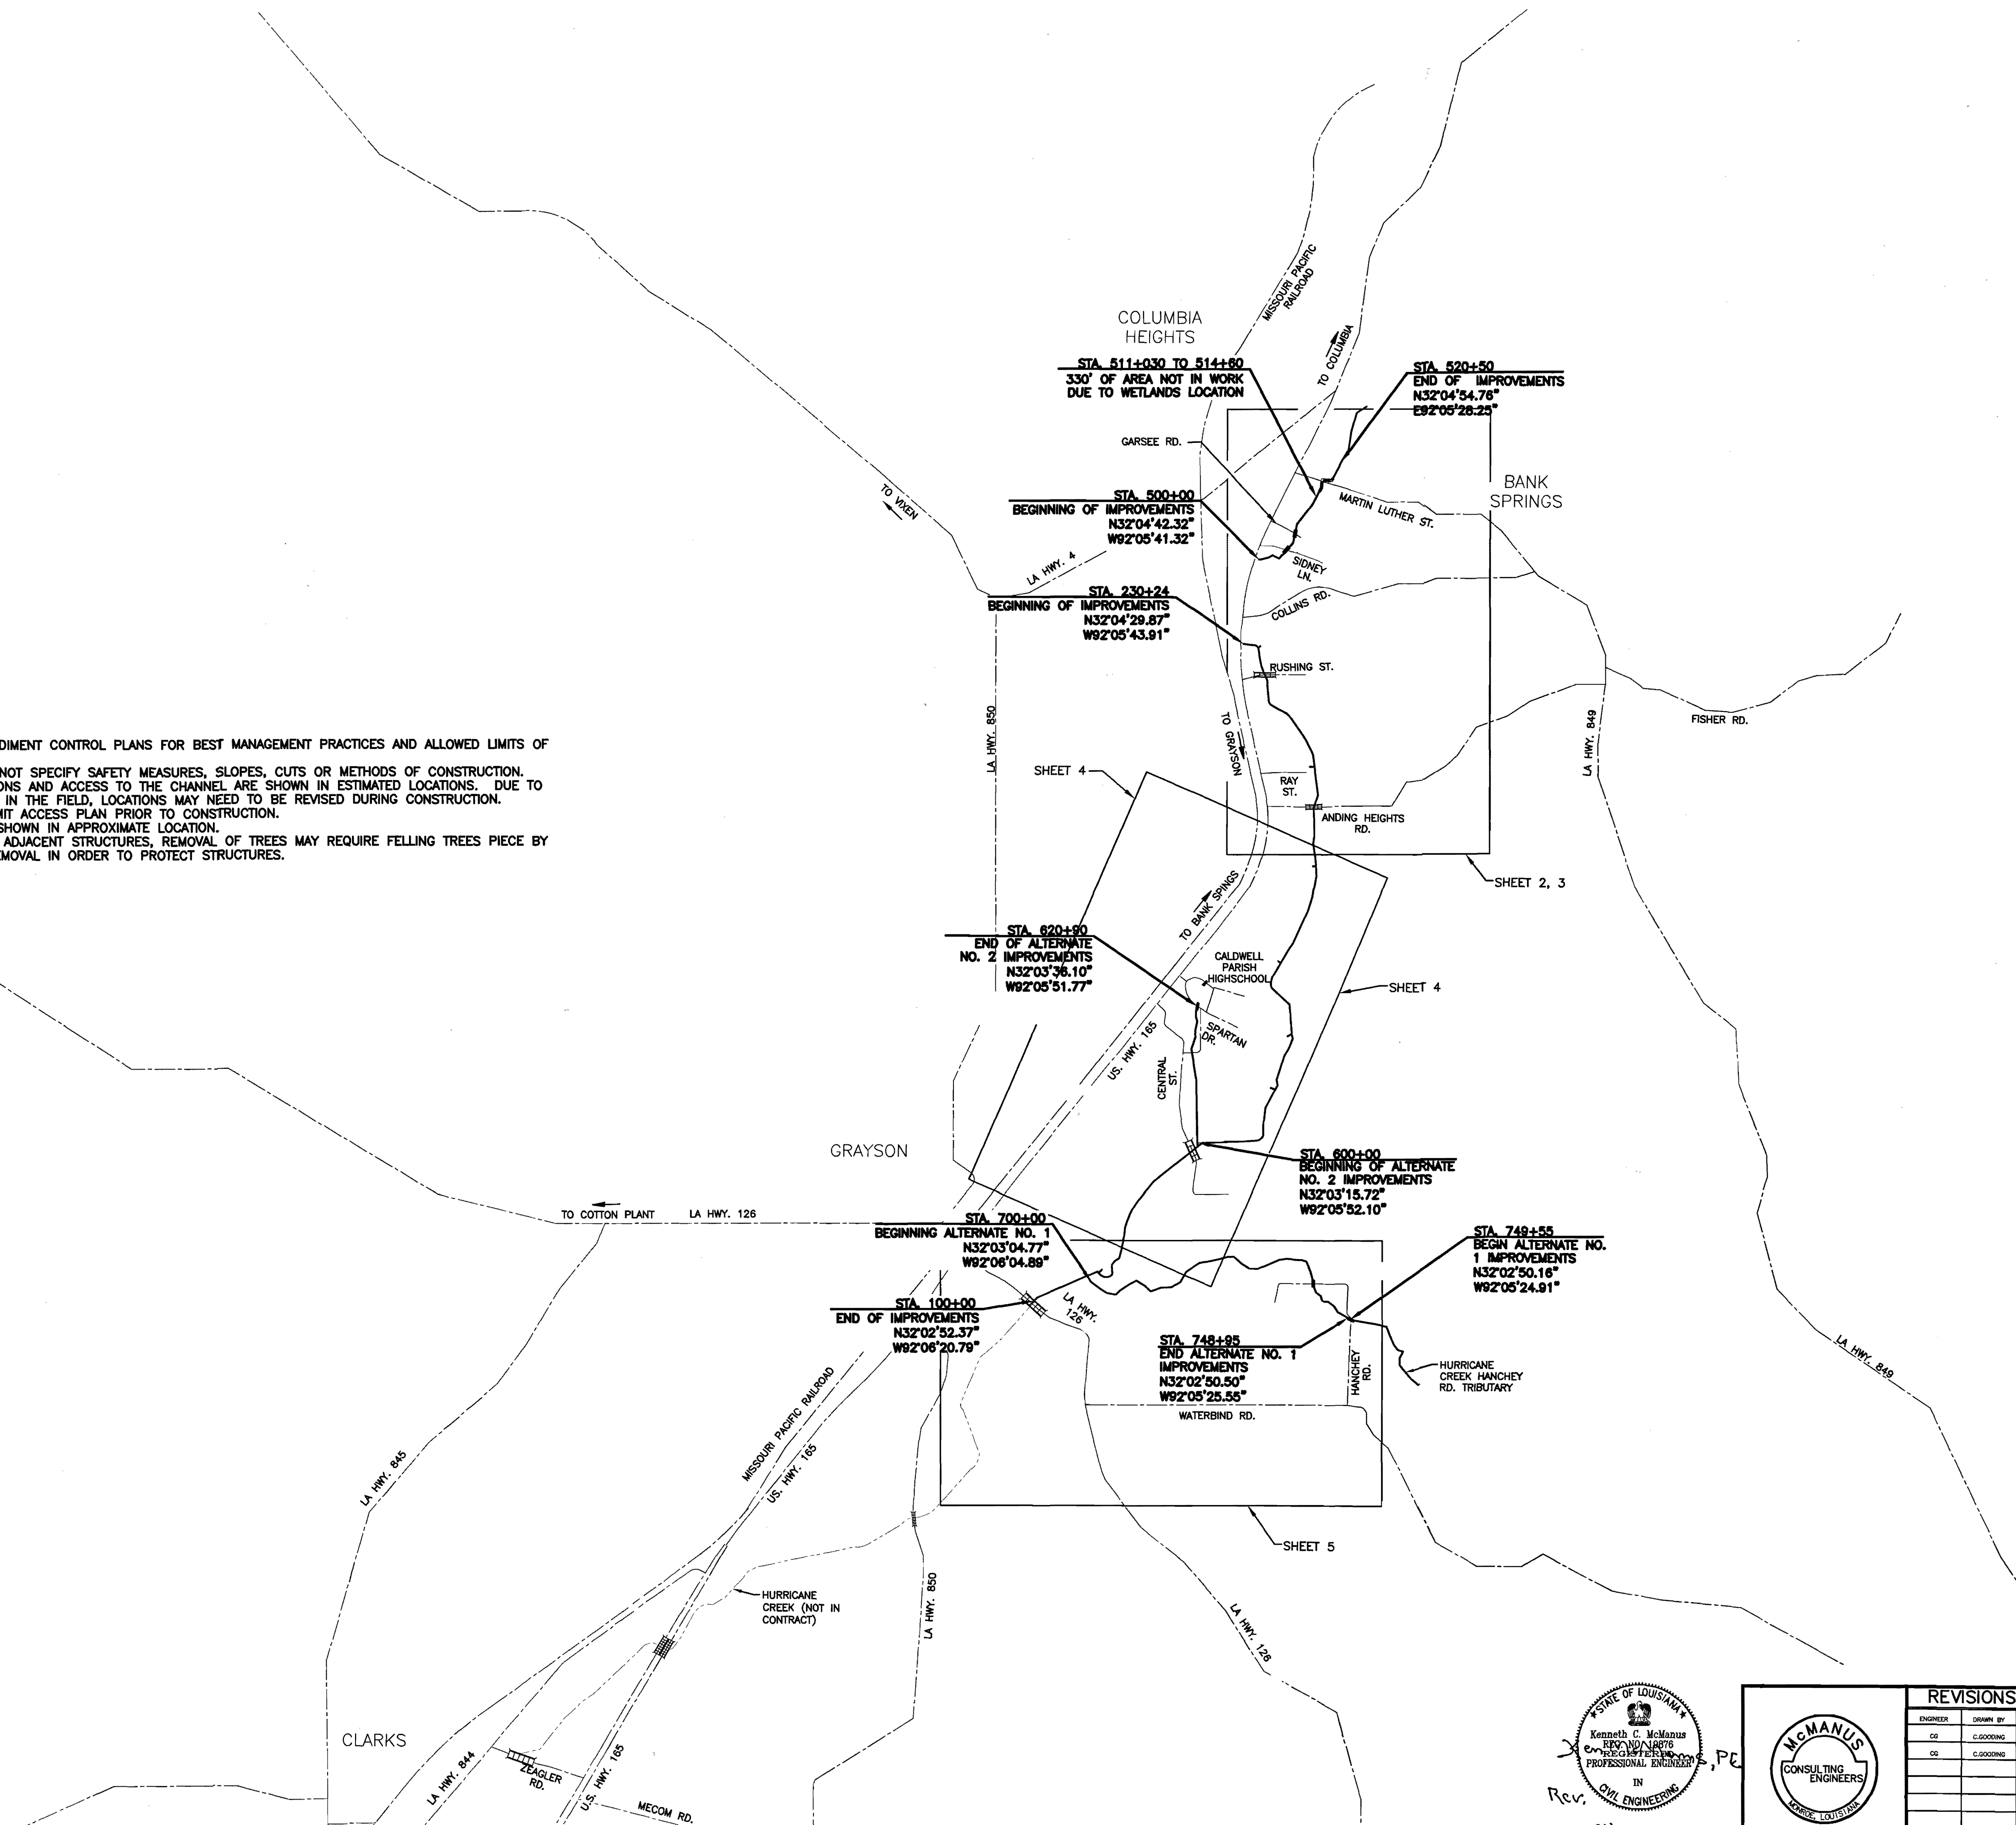 MISSOURI PACIFIC
RAILROAD
COLUMBIA
HEIGHTS
TO COLUMBIA
STA. 511+030 TO 514+60
330' OF AREA NOT IN WORK
DUE TO WETLANDS LOCATION
STA. 520+50
END OF IMPROVEMENTS
N32°04'54.76"
E92°05'28.25"
GARSEE RD.
BANK
SPRINGS
MARTIN LUTHER ST.
TO VIXEN
STA. 500+00
BEGINNING OF IMPROVEMENTS
N32°04'42.32"
W92°05'41.32"
SIDNEY
LN.
LA HWY. 4
COLLINS RD.
STA. 230+24
BEGINNING OF IMPROVEMENTS
N32°04'29.87"
W92°05'43.91"
RUSHING ST.
LA HWY. 850
TO GRAYSON
FISHER RD.
LA HWY. 849
DIMENT CONTROL PLANS FOR BEST MANAGEMENT PRACTICES AND ALLOWED LIMITS OF
NOT SPECIFY SAFETY MEASURES, SLOPES, CUTS OR METHODS OF CONSTRUCTION.
ONS AND ACCESS TO THE CHANNEL ARE SHOWN IN ESTIMATED LOCATIONS. DUE TO
IN THE FIELD, LOCATIONS MAY NEED TO BE REVISED DURING CONSTRUCTION.
MIT ACCESS PLAN PRIOR TO CONSTRUCTION.
SHOWN IN APPROXIMATE LOCATION.
ADJACENT STRUCTURES, REMOVAL OF TREES MAY REQUIRE FELLING TREES PIECE BY
EMOVAL IN ORDER TO PROTECT STRUCTURES.
SHEET 4
RAY
ST.
ANDING HEIGHTS
RD.
SHEET 2, 3
TO BANK SPINGS
STA. 620+90
END OF ALTERNATE
NO. 2 IMPROVEMENTS
N32°03'36.10"
W92°05'51.77"
CALDWELL
PARISH
HIGHSCHOOL
SHEET 4
SPARTAN
DR.
US. HWY. 165
CENTRAL
ST.
GRAYSON
STA. 600+00
BEGINNING OF ALTERNATE
NO. 2 IMPROVEMENTS
N32°03'15.72"
W92°05'52.10"
TO COTTON PLANT
LA HWY. 126
STA. 700+00
BEGINNING ALTERNATE NO. 1
N32°03'04.77"
W92°06'04.89"
STA. 749+55
BEGIN ALTERNATE NO.
1 IMPROVEMENTS
N32°02'50.16"
W92°05'24.91"
STA. 100+00
END OF IMPROVEMENTS
N32°02'52.37"
W92°06'20.79"
LA HWY.
126
STA. 748+95
END ALTERNATE NO. 1
IMPROVEMENTS
N32°02'50.50"
W92°05'25.55"
HANCHEY
RD.
HURRICANE
CREEK HANCHEY
RD. TRIBUTARY
WATERBIND RD.
LA HWY. 849
MISSOURI PACIFIC RAILROAD
US. HWY. 165
LA HWY. 845
SHEET 5
HURRICANE
CREEK (NOT IN
CONTRACT)
LA HWY. 850
LA HWY. 126
CLARKS
LA HWY. 844
ZEAGLER
RD.
U.S. HWY. 165
MECOM RD.
STATE OF LOUISIANA
Kenneth C. McManus
REG. NO. 19876
REGISTERED
PROFESSIONAL ENGINEER
IN
CIVIL ENGINEERING
, PE
Rev.
McMANUS
CONSULTING
ENGINEERS
MONROE, LOUISIANA
REVISIONS
ENGINEER DRAWN BY
CG C.GOODING
CG C.GOODING